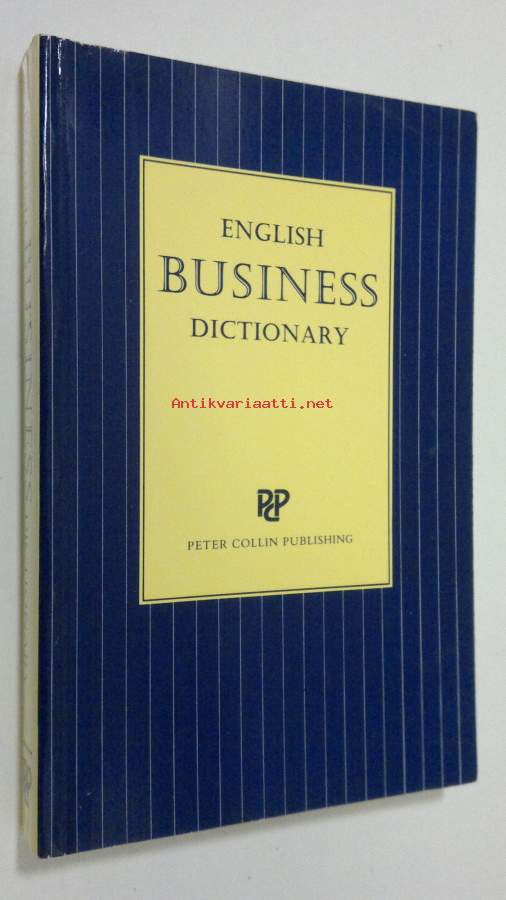 ENGLISH
BUSINESS
DICTIONARY
Antikvariaatti.net
PCP
PETER COLLIN PUBLISHING